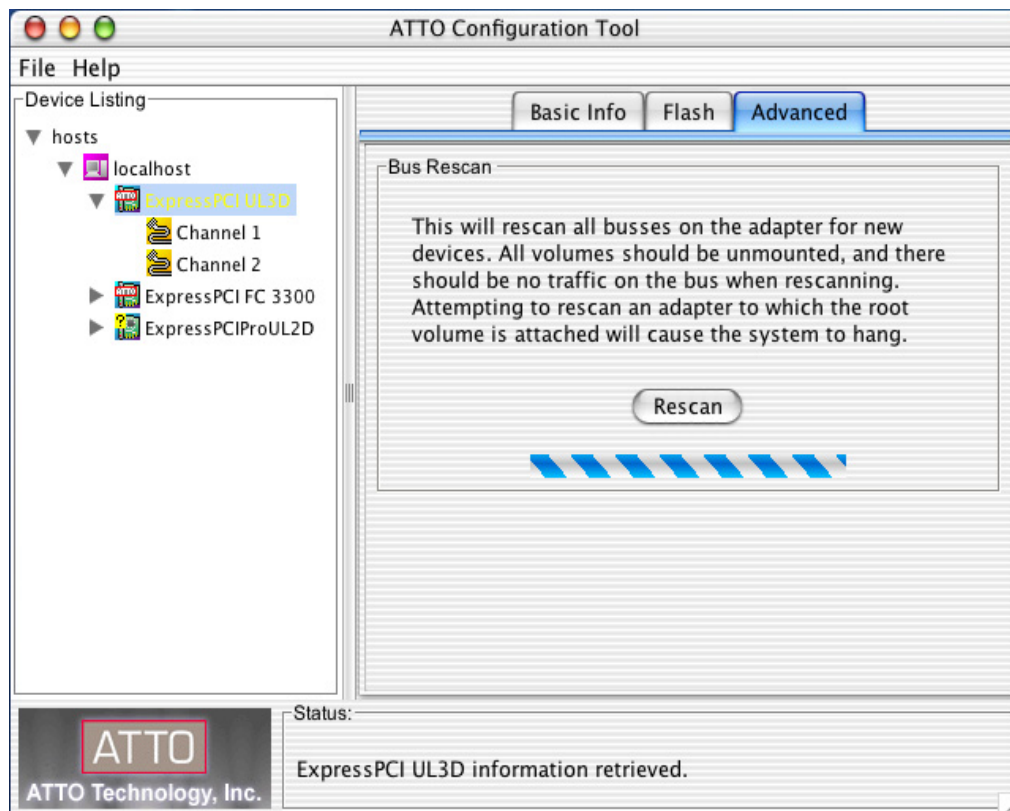 ATTO Configuration Tool
File Help
Device Listing
hosts
localhost
ExpressPCI UL3D
Channel 1
Channel 2
ExpressPCI FC 3300
ExpressPCIProUL2D
Basic Info
Flash
Advanced
Bus Rescan
This will rescan all busses on the adapter for new
devices. All volumes should be unmounted, and there
should be no traffic on the bus when rescanning.
Attempting to rescan an adapter to which the root
volume is attached will cause the system to hang.
Rescan
ATTO
ATTO Technology, Inc.
Status:
ExpressPCI UL3D information retrieved.